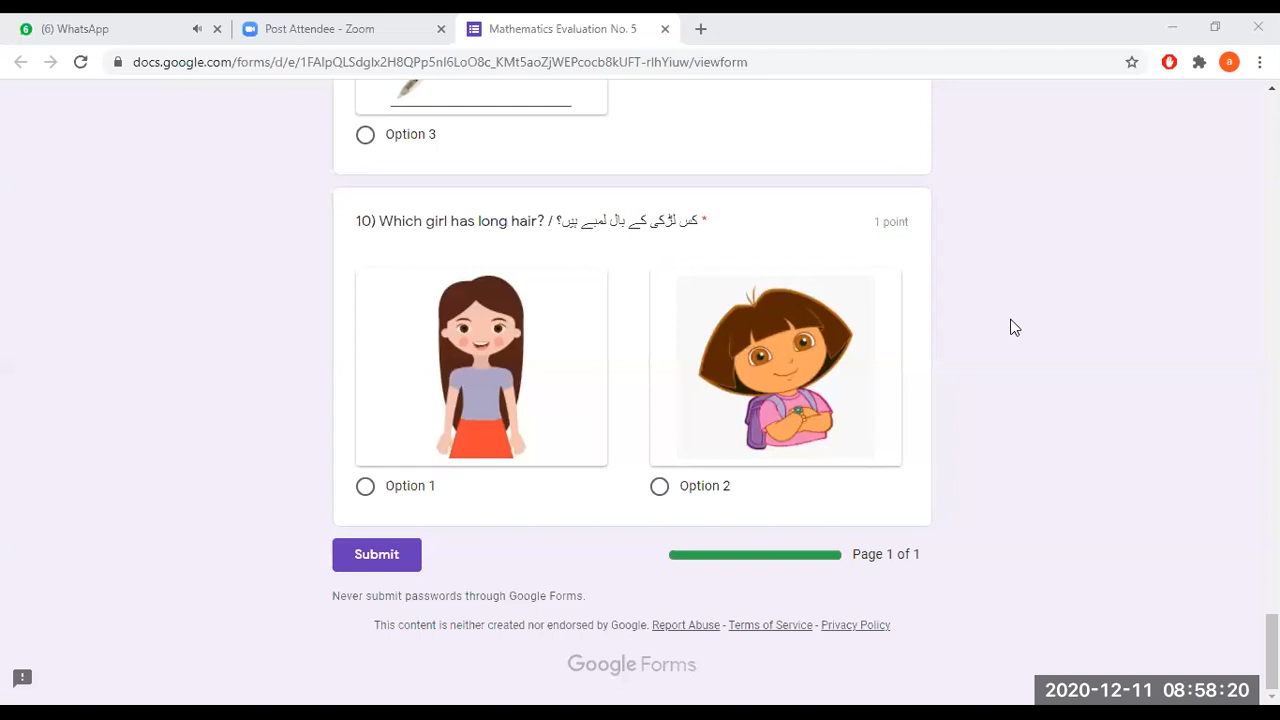 (6) WhatsApp
Post Attendee - Zoom
Mathematics Evaluation No. 5
docs.google.com/forms/d/e/1FAIpQLSdgIx2H8QPp5nI6LoO8c_KMt5aoZjWEPcocb8kUFT-rIhYiuw/viewform
Option 3
10) Which girl has long hair? / کس لڑکی کے بال لمبے ہیں؟ *
1 point
Option 1
Option 2
Submit
Page 1 of 1
Never submit passwords through Google Forms.
This content is neither created nor endorsed by Google. Report Abuse - Terms of Service - Privacy Policy
Google Forms
2020-12-11 08:58:20